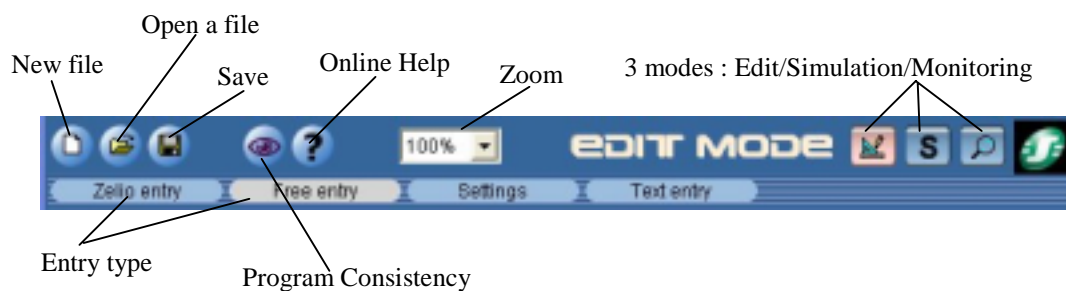 Open a file
New file
Save
Online Help
Zoom
3 modes : Edit/Simulation/Monitoring
100%
EDIT MODE
S
Zelio entry
Free entry
Settings
Text entry
Entry type
Program Consistency